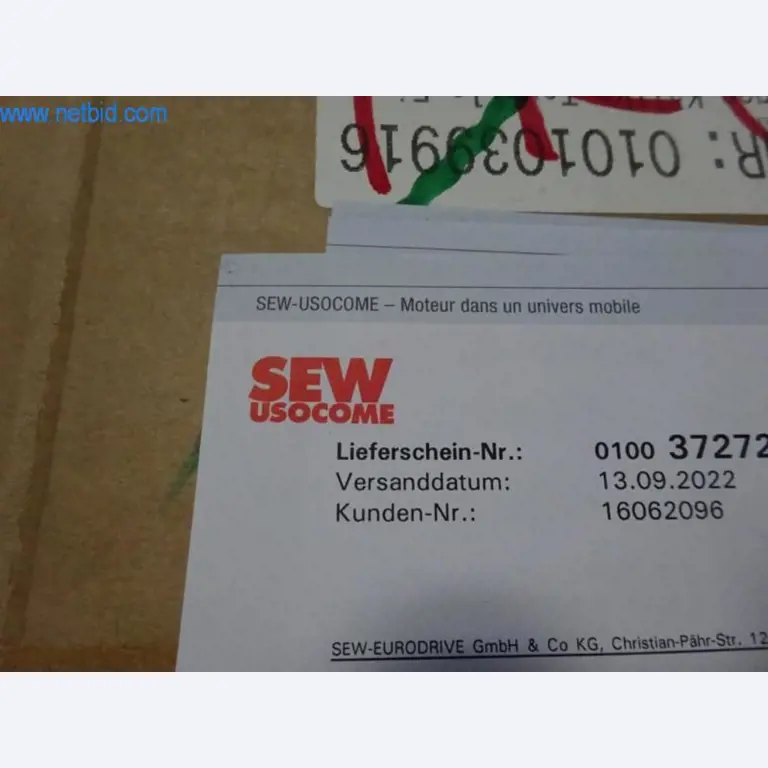 www.netbid.com
R: 0101039916
SEW-USOCOME – Moteur dans un univers mobile
SEW
USOCOME
Lieferschein-Nr.: 0100 37272
Versanddatum: 13.09.2022
Kunden-Nr.: 16062096
SEW-EURODRIVE GmbH & Co KG, Christian-Pähr-Str. 12